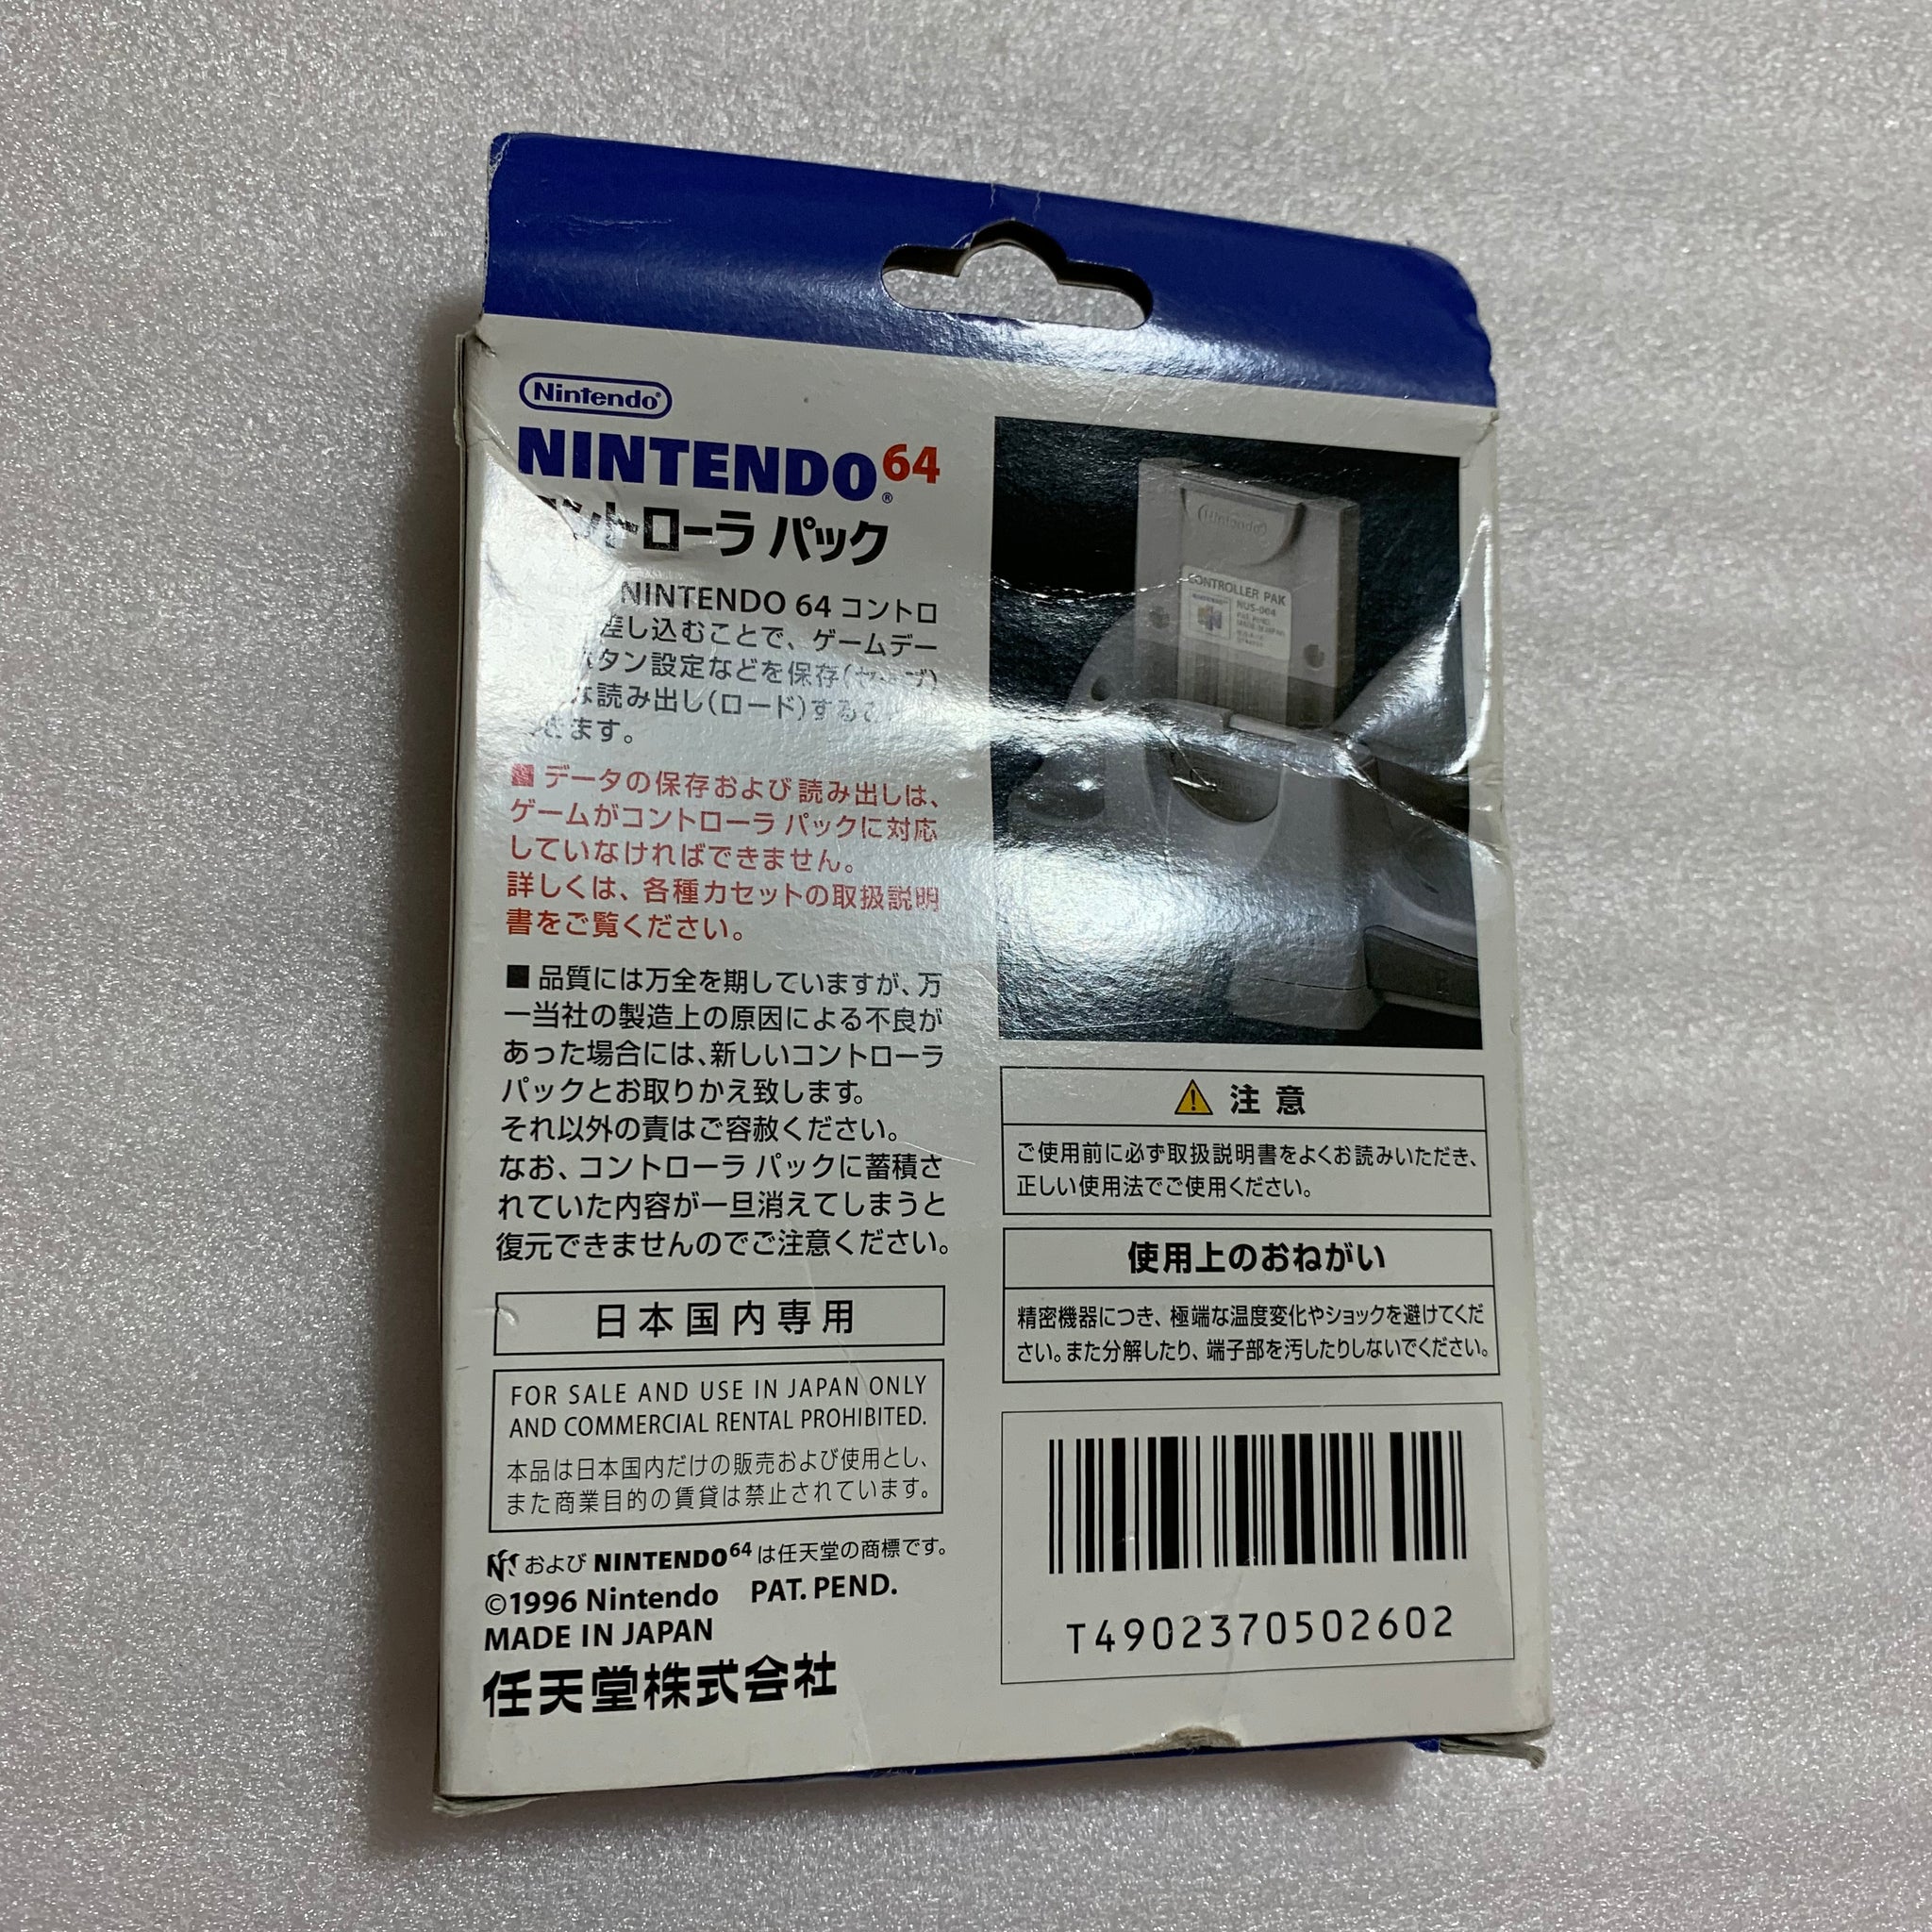 Nintendo®
NINTENDO64®
ントローラ パック
NINTENDO 64 コントロ
差し込むことで、ゲームデー
タン設定などを保存(セーブ)
読み出し(ロード)する
きます。
■データの保存および読み出しは、
ゲームがコントローラ パックに対応
していなければできません。
詳しくは、各種カセットの取扱説明
書をご覧ください。
■品質には万全を期していますが、万
一当社の製造上の原因による不良が
あった場合には、新しいコントローラ
パックとお取りかえ致します。
それ以外の責はご容赦ください。
なお、コントローラ パックに蓄積さ
れていた内容が一旦消えてしまうと
復元できませんのでご注意ください。
日本国内専用
FOR SALE AND USE IN JAPAN ONLY
AND COMMERCIAL RENTAL PROHIBITED.
本品は日本国内だけの販売および使用とし、
また商業目的の賃貸は禁止されています。
および NINTENDO64 は任天堂の商標です。
©1996 Nintendo PAT. PEND.
MADE IN JAPAN
任天堂株式会社
Nintendo
CONTROLLER PAK
NUS-004
⚠ 注意
ご使用前に必ず取扱説明書をよくお読みいただき、
正しい使用法でご使用ください。
使用上のおねがい
精密機器につき、極端な温度変化やショックを避けてくだ
さい。また分解したり、端子部を汚したりしないでください。
T4902370502602